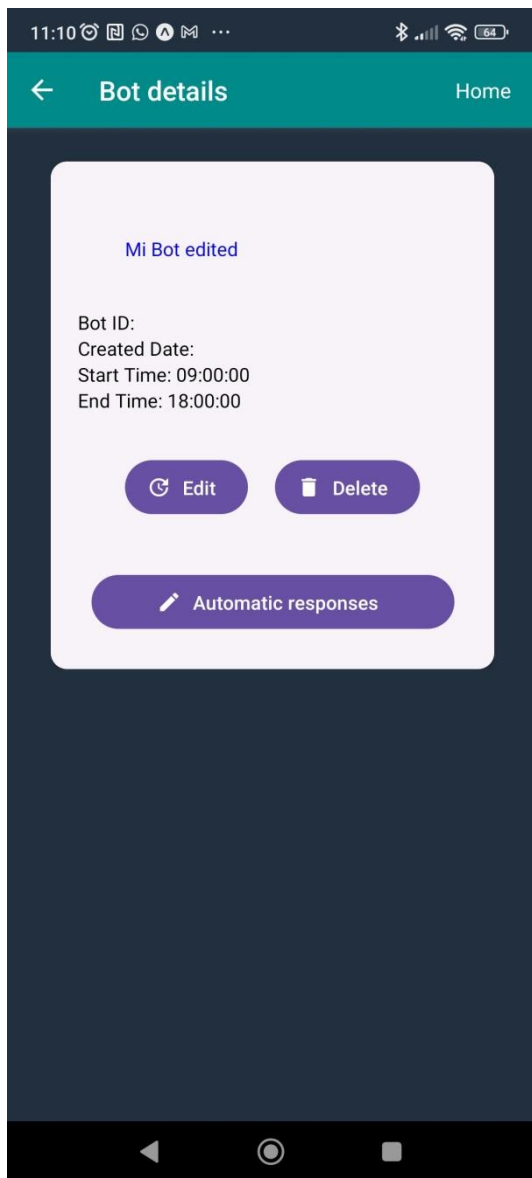 11:10
64
Bot details
Home
Mi Bot edited
Bot ID:
Created Date:
Start Time: 09:00:00
End Time: 18:00:00
Edit
Delete
Automatic responses